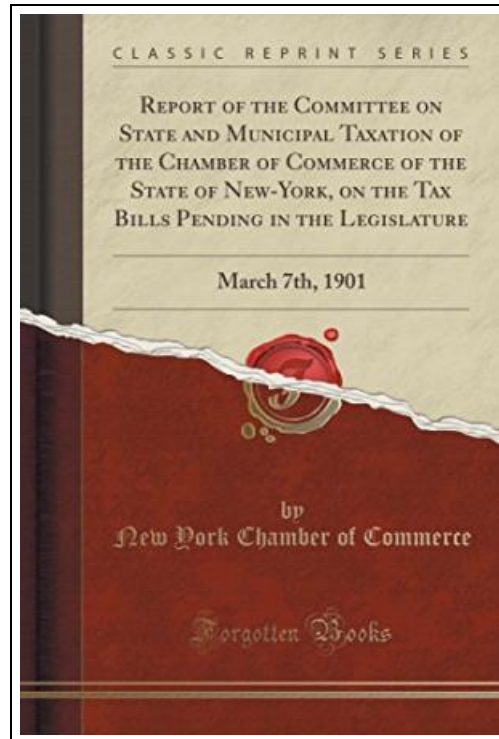 CLASSIC REPRINT SERIES
REPORT OF THE COMMITTEE ON
STATE AND MUNICIPAL TAXATION OF
THE CHAMBER OF COMMERCE OF THE
STATE OF NEW-YORK, ON THE TAX
BILLS PENDING IN THE LEGISLATURE
March 7th, 1901
F
by
New York Chamber of Commerce
Forgotten Books